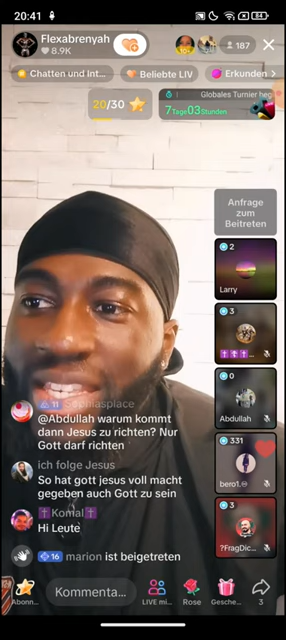 20:41
84
Flexabrenyah
8.9K
187
Chatten und Int...
Beliebte LIV
Erkunden
20/30
Globales Turnier beg
7Tage03Stunden
Anfrage
zum
Beitreten
2
Larry
3
0
Abdullah
331
bero1.
3
?FragDic...
11
@Abdullah warum kommt
dann Jesus zu richten? Nur
Gott darf richten
ich folge Jesus
So hat gott jesus voll macht
gegeben auch Gott zu sein
✝️Komal✝️
Hi Leute
16 marion ist beigetreten
Abonn...
Kommenta...
LIVE mi...
Rose
Gesche...
3